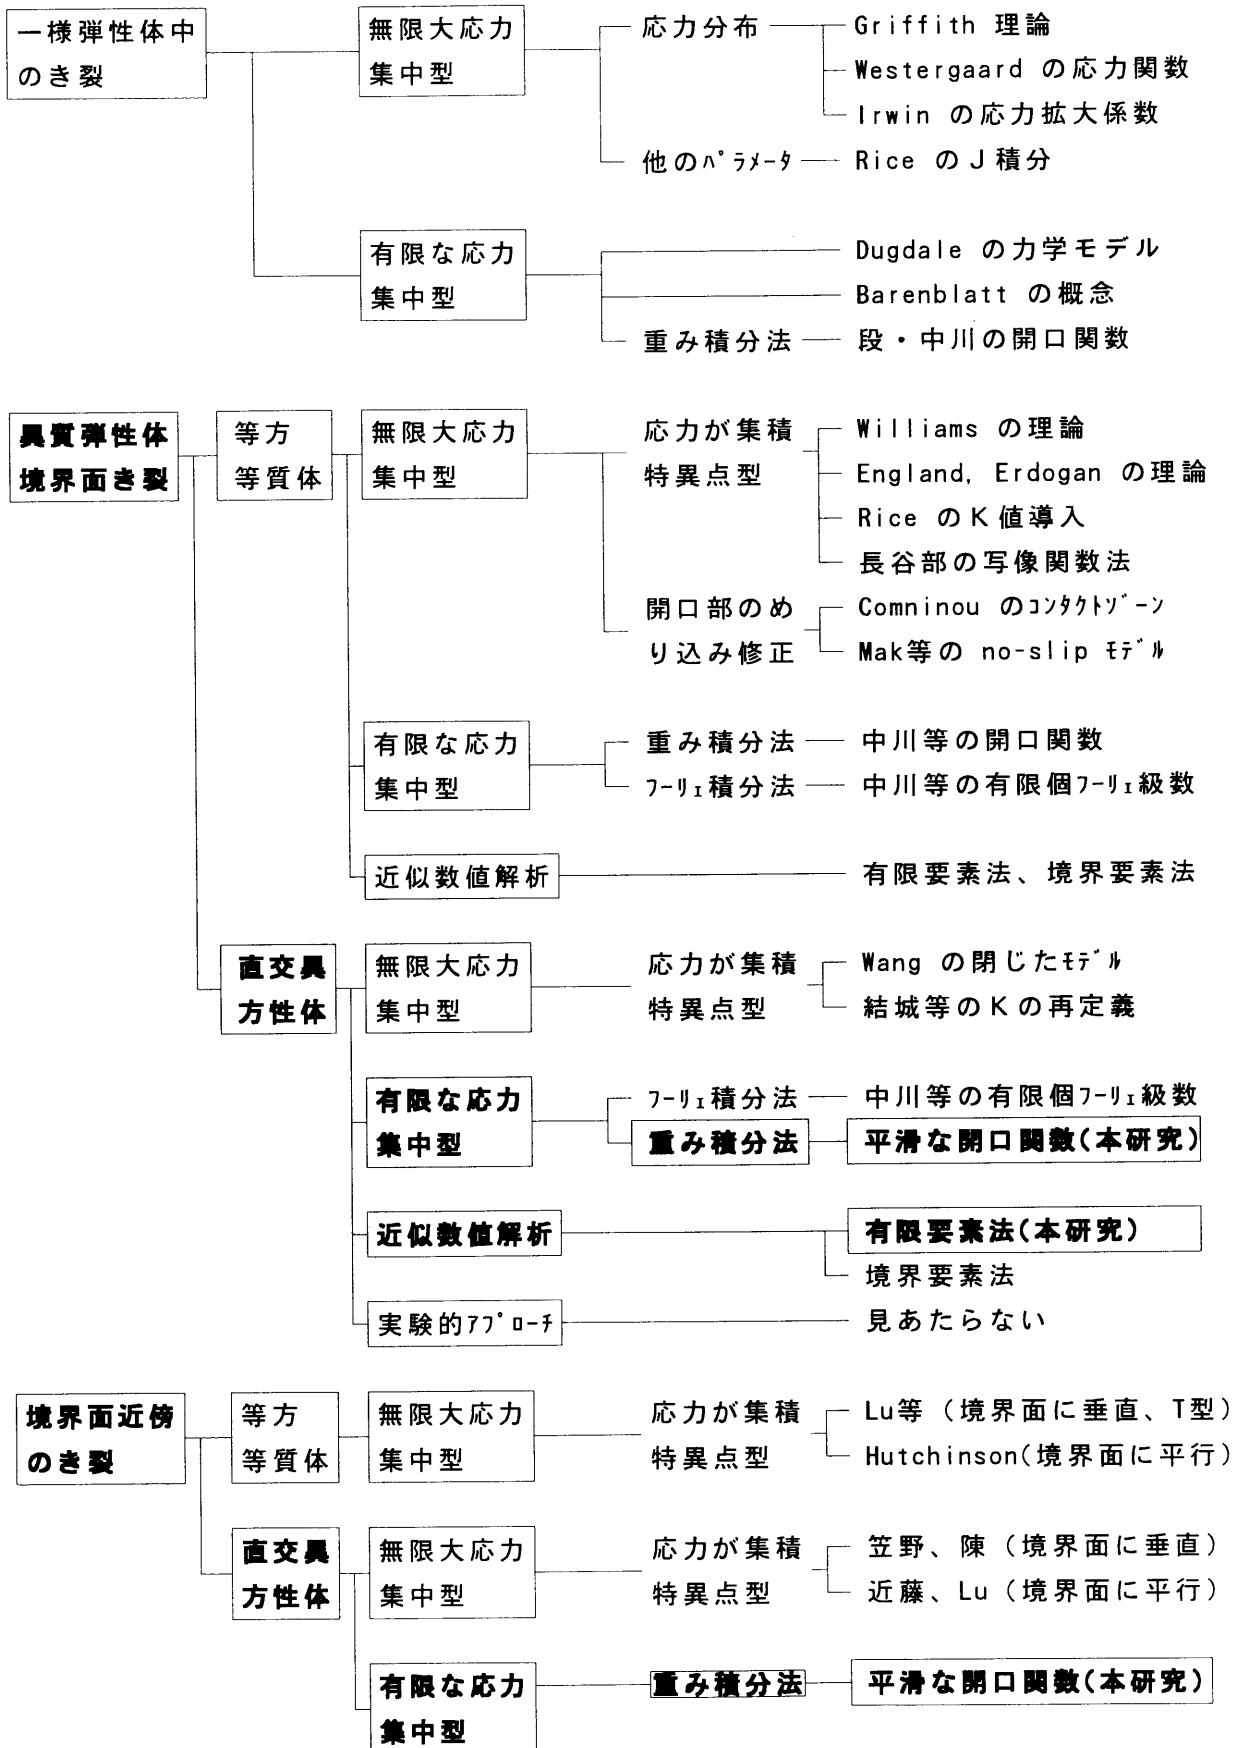 一様弾性体中
のき裂
無限大応力
集中型
応力分布
Griffith 理論
Westergaard の応力関数
Irwin の応力拡大係数
他のパラメータ
Rice のJ積分
有限な応力
集中型
Dugdale の力学モデル
Barenblatt の概念
重み積分法
段・中川の開口関数
異質弾性体
境界面き裂
等方
等質体
無限大応力
集中型
応力が集積
特異点型
Williams の理論
England, Erdogan の理論
Rice のK値導入
長谷部の写像関数法
開口部のめ
り込み修正
Comninou のコンタクトゾーン
Mak等の no-slip モデル
有限な応力
集中型
重み積分法
中川等の開口関数
フーリェ積分法
中川等の有限個フーリェ級数
近似数値解析
有限要素法、境界要素法
直交異
方性体
無限大応力
集中型
応力が集積
特異点型
Wang の閉じたモデル
結城等のKの再定義
有限な応力
集中型
フーリェ積分法
中川等の有限個フーリェ級数
重み積分法
平滑な開口関数(本研究)
近似数値解析
有限要素法(本研究)
境界要素法
実験的アプローチ
見あたらない
境界面近傍
のき裂
等方
等質体
無限大応力
集中型
応力が集積
特異点型
Lu等 (境界面に垂直、T型)
Hutchinson(境界面に平行)
直交異
方性体
無限大応力
集中型
応力が集積
特異点型
笠野、陳 (境界面に垂直)
近藤、Lu (境界面に平行)
有限な応力
集中型
重み積分法
平滑な開口関数(本研究)